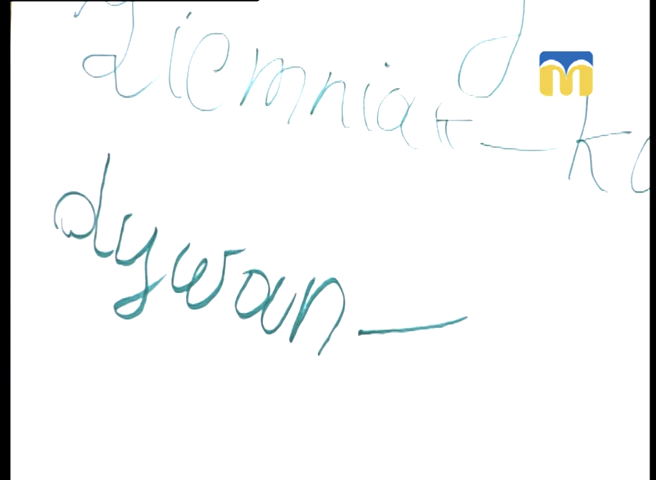 ziemniak — k
dywan —
m